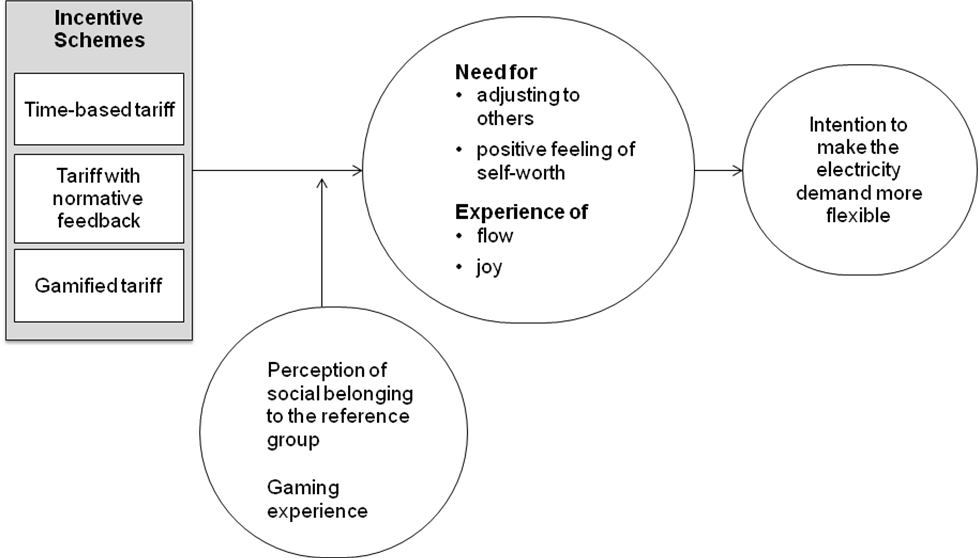 Incentive
Schemes
Time-based tariff
Tariff with
normative
feedback
Gamified tariff
Need for
• adjusting to
others
• positive feeling of
self-worth
Experience of
• flow
• joy
Intention to
make the
electricity
demand more
flexible
Perception of
social belonging
to the reference
group
Gaming
experience